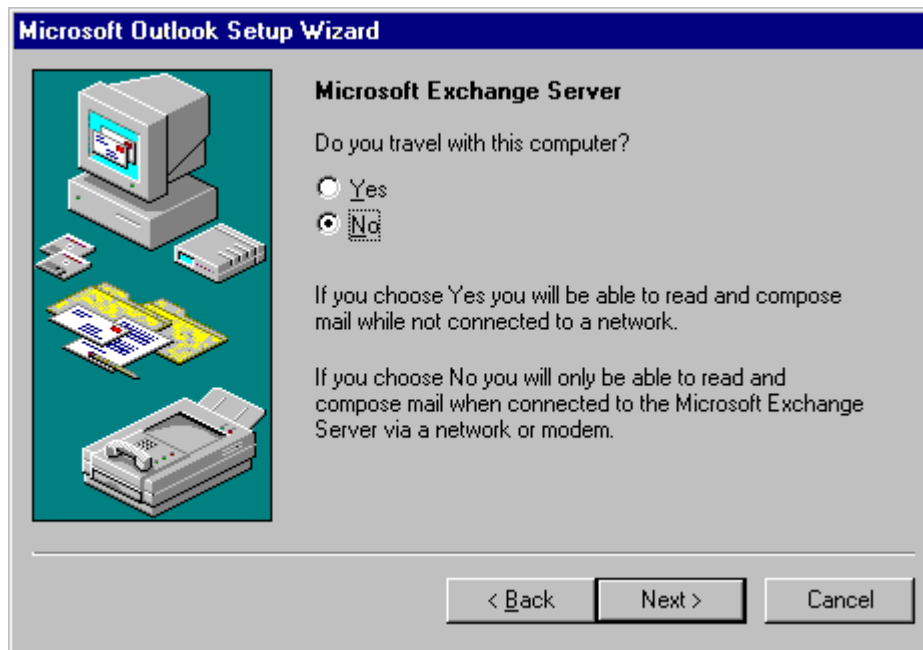 Microsoft Outlook Setup Wizard
Microsoft Exchange Server
Do you travel with this computer?
Yes
No
If you choose Yes you will be able to read and compose
mail while not connected to a network.
If you choose No you will only be able to read and
compose mail when connected to the Microsoft Exchange
Server via a network or modem.
< Back
Next >
Cancel